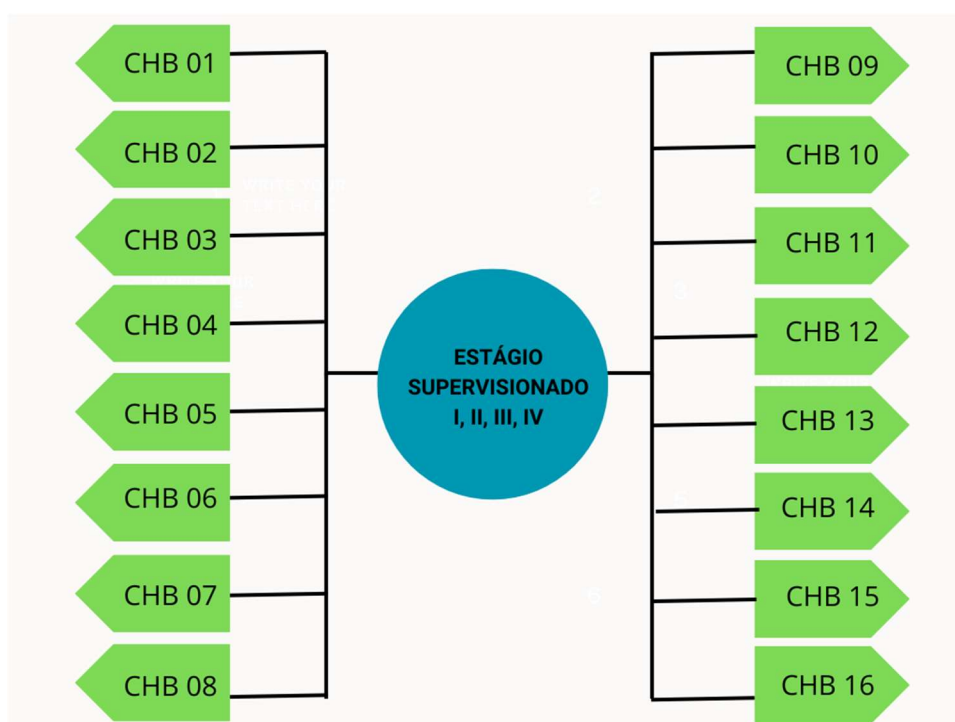 CHB 01
CHB 02
CHB 03
CHB 04
CHB 05
CHB 06
CHB 07
CHB 08
ESTÁGIO
SUPERVISIONADO
I, II, III, IV
CHB 09
CHB 10
CHB 11
CHB 12
CHB 13
CHB 14
CHB 15
CHB 16